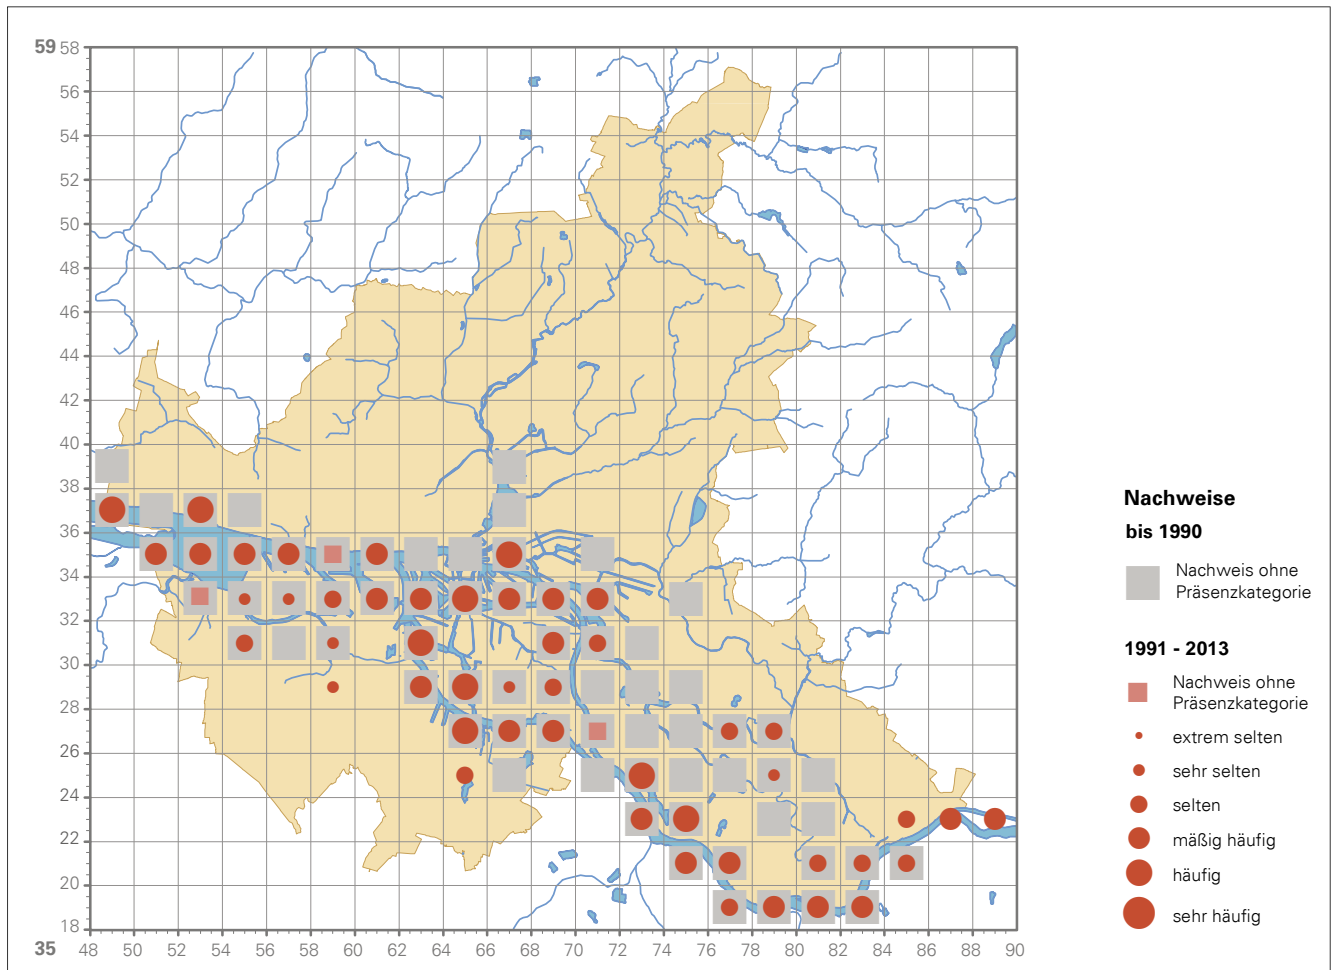 59 58
56
54
52
50
48
46
44
42
40
38
36
34
32
30
28
26
24
22
20
18
35
48 50 52 54 56 58 60 62 64 66 68 70 72 74 76 78 80 82 84 86 88 90
Nachweise
bis 1990
Nachweis ohne
Präsenzkategorie
1991 - 2013
Nachweis ohne
Präsenzkategorie
extrem selten
sehr selten
selten
mäßig häufig
häufig
sehr häufig